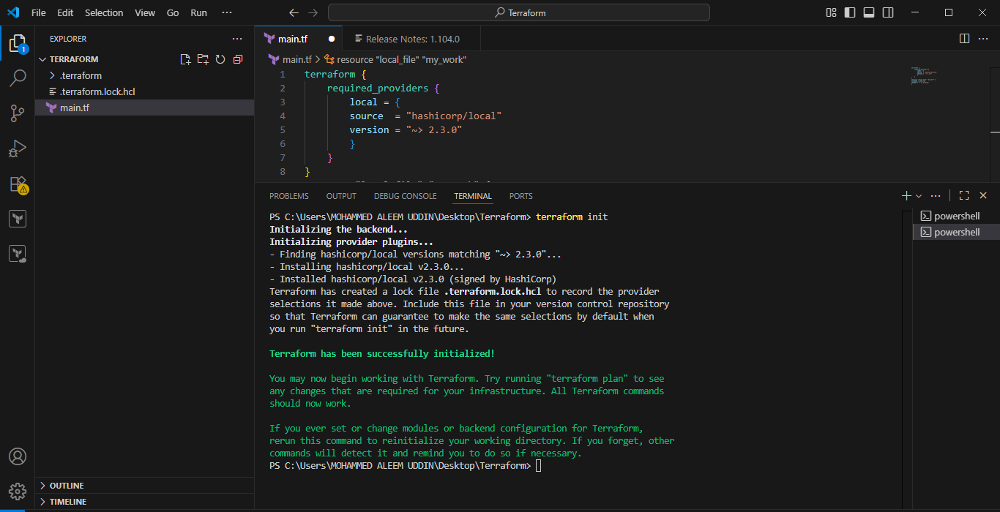 File Edit Selection View Go Run ···
Terraform
EXPLORER
TERRAFORM
.terraform
.terraform.lock.hcl
main.tf
OUTLINE
TIMELINE
1
main.tf
Release Notes: 1.104.0
main.tf > resource "local_file" "my_work"
1 terraform {
2 required_providers {
3 local = {
4 source = "hashicorp/local"
5 version = "~> 2.3.0"
6 }
7 }
8 }
PROBLEMS OUTPUT DEBUG CONSOLE TERMINAL PORTS
powershell
powershell
PS C:\Users\MOHAMMED ALEEM UDDIN\Desktop\Terraform> terraform init
Initializing the backend...
Initializing provider plugins...
- Finding hashicorp/local versions matching "~> 2.3.0"...
- Installing hashicorp/local v2.3.0...
- Installed hashicorp/local v2.3.0 (signed by HashiCorp)
Terraform has created a lock file .terraform.lock.hcl to record the provider
selections it made above. Include this file in your version control repository
so that Terraform can guarantee to make the same selections by default when
you run "terraform init" in the future.
Terraform has been successfully initialized!
You may now begin working with Terraform. Try running "terraform plan" to see
any changes that are required for your infrastructure. All Terraform commands
should now work.
If you ever set or change modules or backend configuration for Terraform,
rerun this command to reinitialize your working directory. If you forget, other
commands will detect it and remind you to do so if necessary.
PS C:\Users\MOHAMMED ALEEM UDDIN\Desktop\Terraform>